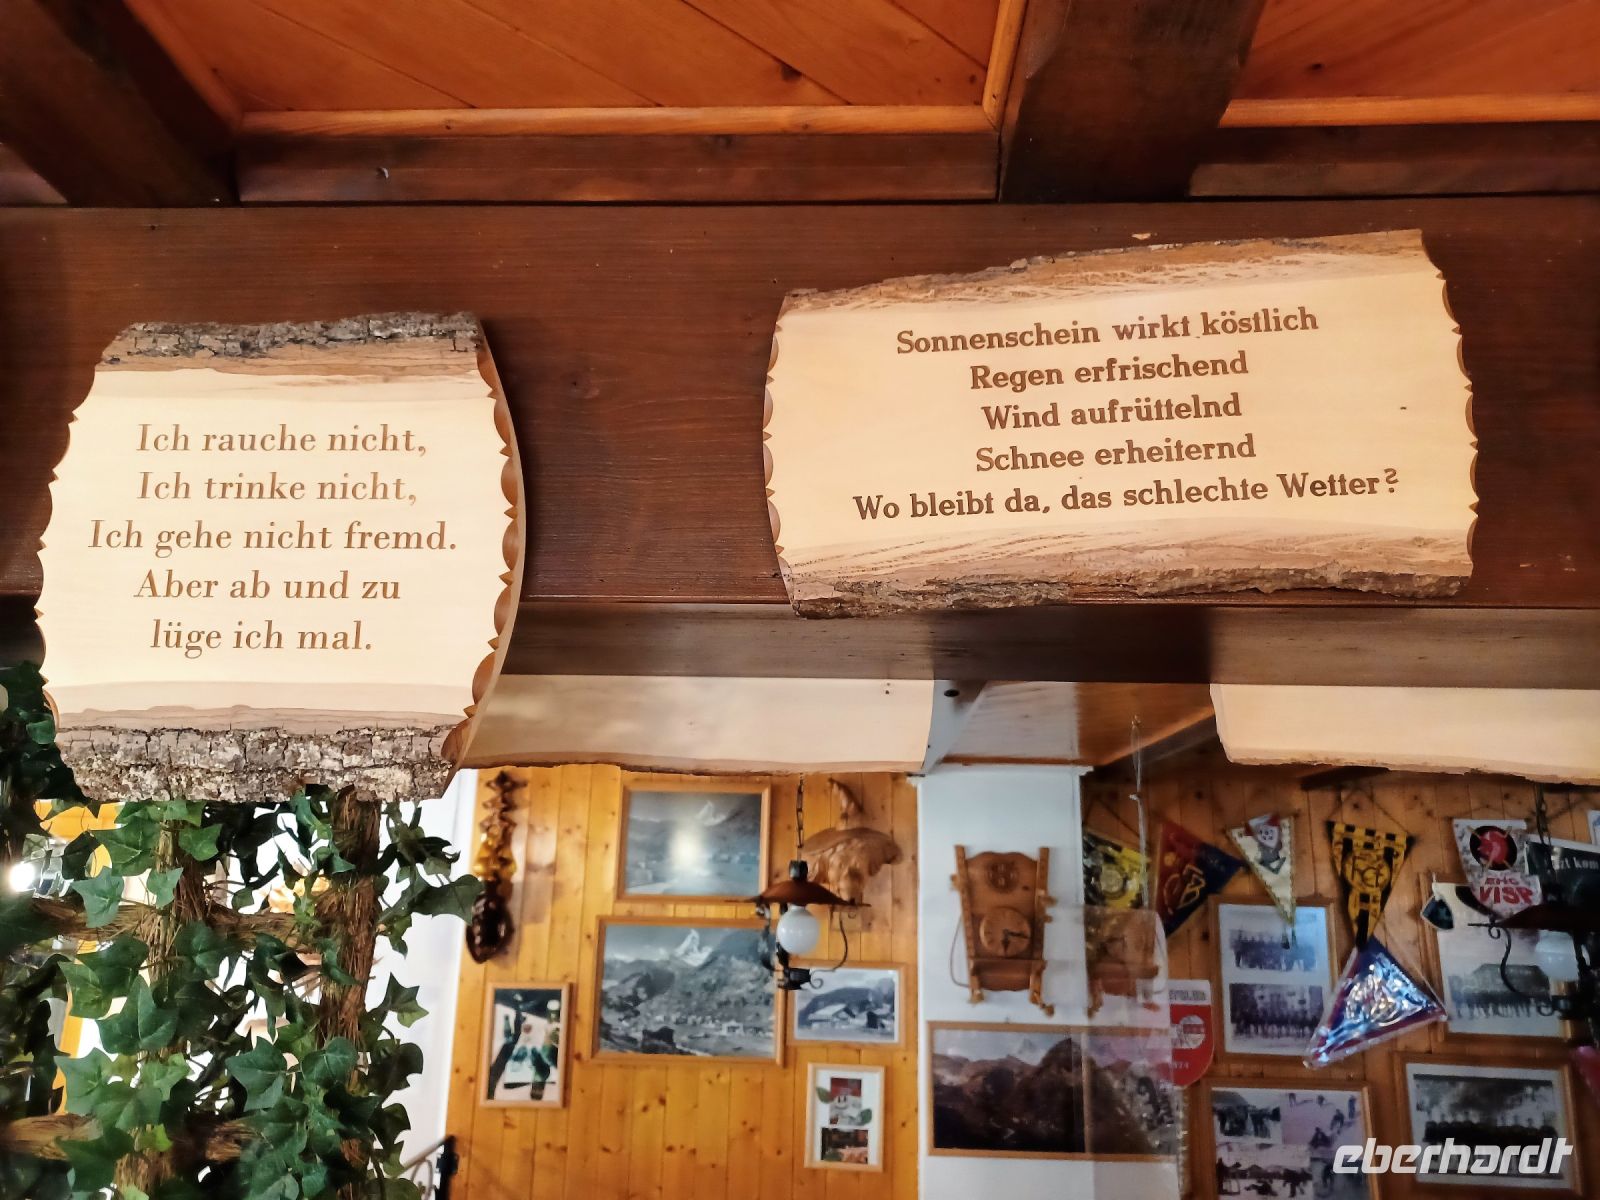 Ich rauche nicht,
Ich trinke nicht,
Ich gehe nicht fremd.
Aber ab und zu
lüge ich mal.
Sonnenschein wirkt köstlich
Regen erfrischend
Wind aufrüttelnd
Schnee erheiternd
Wo bleibt da, das schlechte Wetter?
EHC
VISP
eberhardt